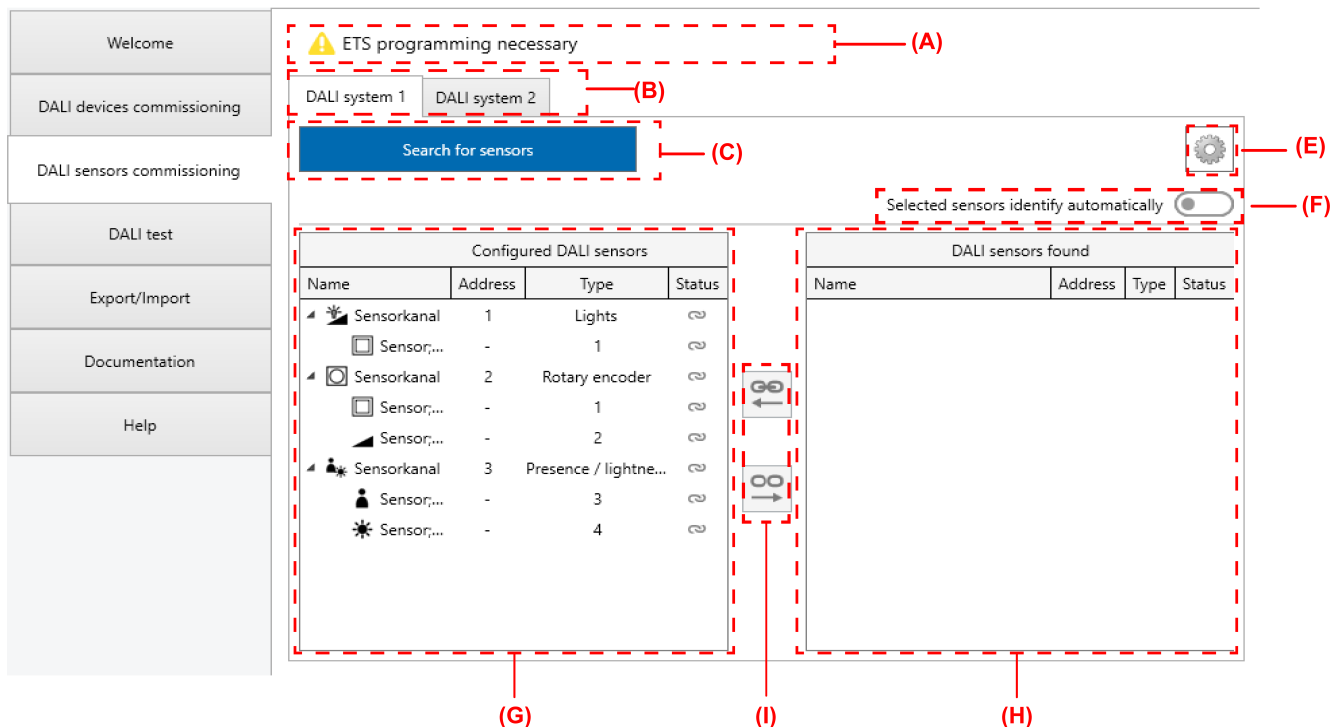 Welcome
DALI devices commissioning
DALI sensors commissioning
DALI test
Export/Import
Documentation
Help
ETS programming necessary
(A)
DALI system 1 DALI system 2
(B)
Search for sensors
(C)
(E)
Selected sensors identify automatically
(F)
Configured DALI sensors
Name Address Type Status
Sensorkanal 1 Lights
Sensor;... - 1
Sensorkanal 2 Rotary encoder
Sensor;... - 1
Sensor;... - 2
Sensorkanal 3 Presence / lightne...
Sensor;... - 3
Sensor;... - 4
DALI sensors found
Name Address Type Status
(G)
(I)
(H)